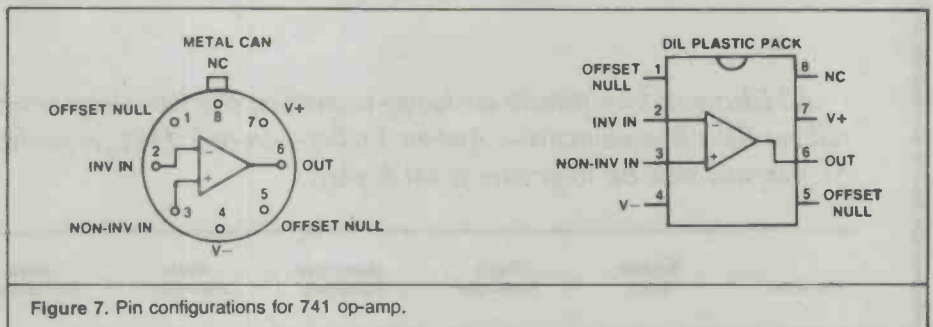 METAL CAN
NC
OFFSET NULL
1
8
7
V+
2
INV IN
−
6
OUT
+
3
4
5
NON-INV IN
OFFSET NULL
V−
DIL PLASTIC PACK
OFFSET NULL
1
8
NC
INV IN
2
7
V+
NON-INV IN
3
+
6
OUT
V−
4
5
OFFSET NULL
Figure 7. Pin configurations for 741 op-amp.